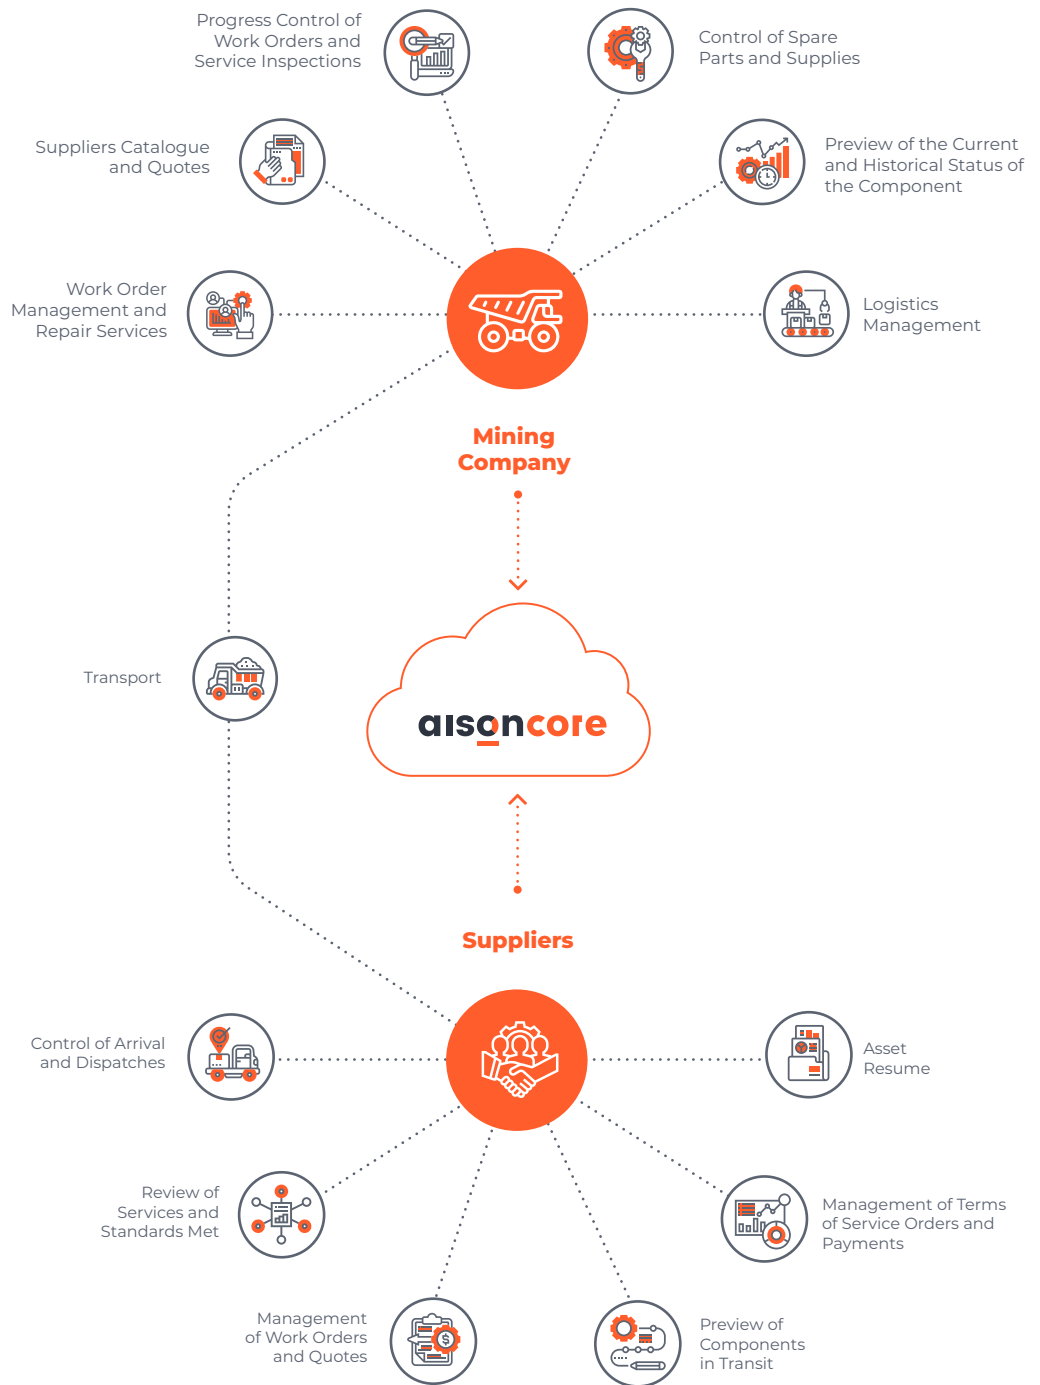 Progress Control of
Work Orders and
Service Inspections
Control of Spare
Parts and Supplies
Suppliers Catalogue
and Quotes
Preview of the Current
and Historical Status of
the Component
Work Order
Management and
Repair Services
Logistics
Management
Mining
Company
Transport
aisoncore
Suppliers
Control of Arrival
and Dispatches
Asset
Resume
Review of
Services and
Standards Met
Management of Terms
of Service Orders and
Payments
Management
of Work Orders
and Quotes
$
Preview of
Components
in Transit